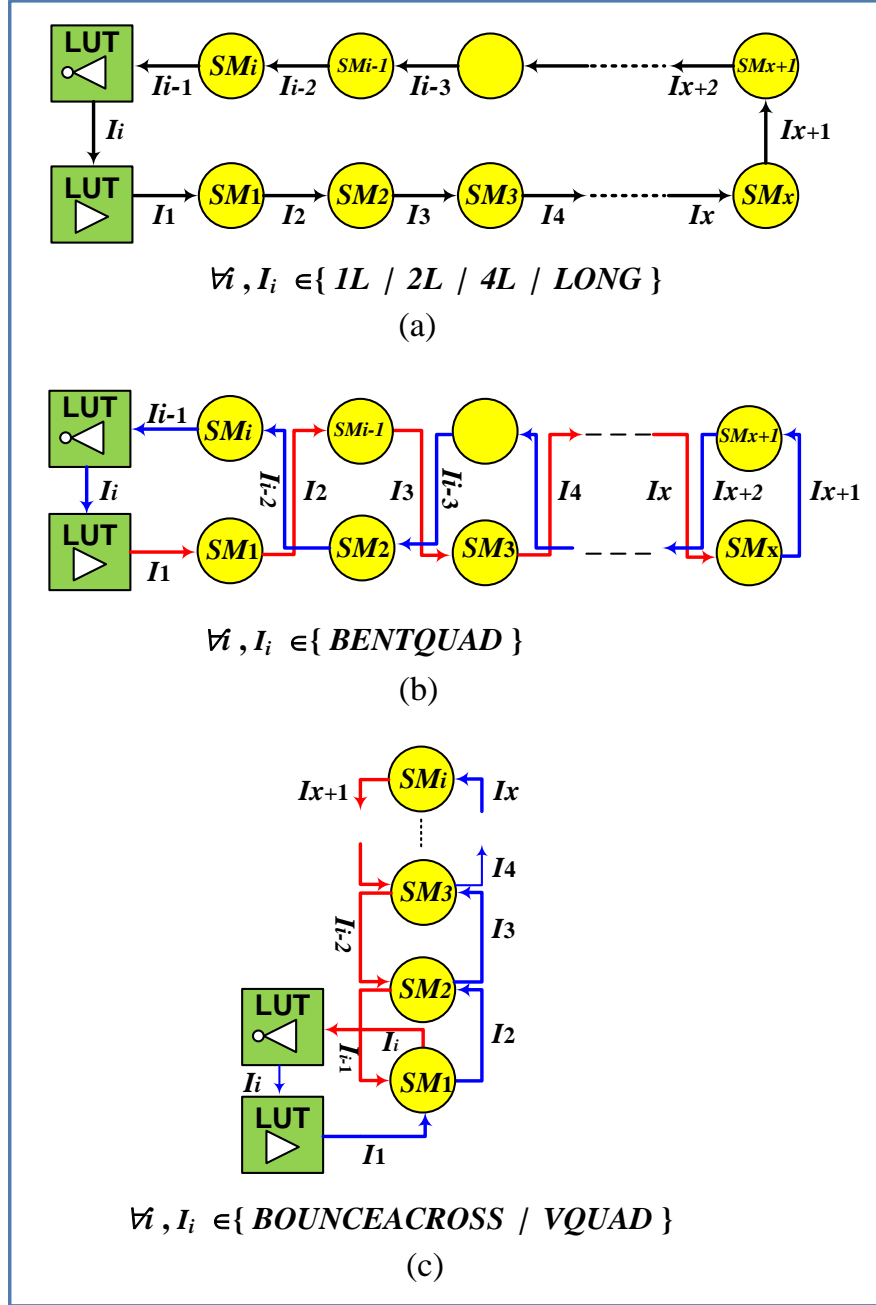 LUT
SMi
SMi-1
SMx+1
Ii-1
Ii-2
Ii-3
Ix+2
Ii
Ix+1
LUT
SM1
SM2
SM3
SMx
I1
I2
I3
I4
Ix
∀i , Ii ∈{ 1L / 2L / 4L / LONG }
(a)
LUT
Ii-1
SMi
SMi-1
SMx+1
Ii
Ii-2
I2
I3
Ii-3
I4
Ix
Ix+2
Ix+1
LUT
I1
SM1
SM2
SM3
SMx
∀i , Ii ∈{ BENTQUAD }
(b)
Ix+1
SMi
Ix
I4
SM3
Ii-2
I3
SM2
LUT
Ii-1
Ii
I2
Ii
SM1
LUT
I1
∀i , Ii ∈{ BOUNCEACROSS / VQUAD }
(c)